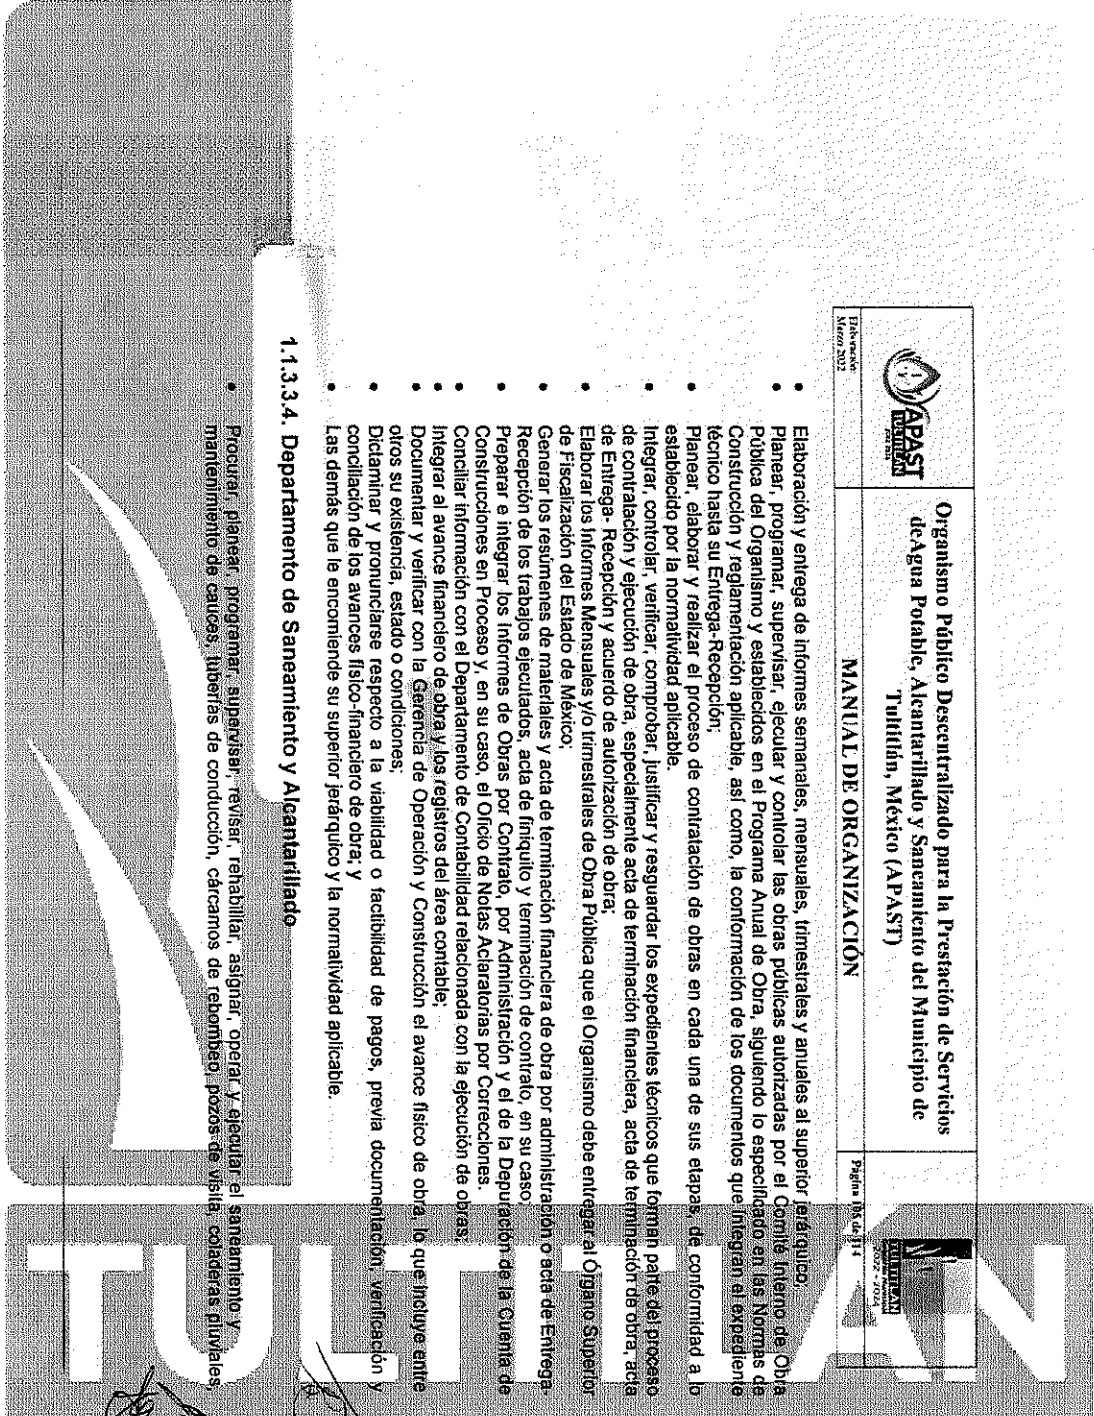 APAST
TULTITLÁN
Organismo Público Descentralizado para la Prestación de Servicios
deAgua Potable, Alcantarillado y Saneamiento del Municipio de
Tultitlán, México (APAST)
TULTITLÁN
2022 - 2024
Elaboración:
Marzo 2022
MANUAL DE ORGANIZACIÓN
Página 106 de 114
• Elaboración y entrega de informes semanales, mensuales, trimestrales y anuales al superior jerárquico;
• Planear, programar, supervisar, ejecutar y controlar las obras públicas autorizadas por el Comité Interno de Obra
Pública del Organismo y establecidos en el Programa Anual de Obra, siguiendo lo especificado en las Normas de
Construcción y reglamentación aplicable, así como, la conformación de los documentos que integran el expediente
técnico hasta su Entrega-Recepción;
• Planear, elaborar y realizar el proceso de contratación de obras en cada una de sus etapas, de conformidad a lo
establecido por la normatividad aplicable.
• Integrar, controlar, verificar, comprobar, justificar y resguardar los expedientes técnicos que forman parte del proceso
de contratación y ejecución de obra, especialmente acta de terminación financiera, acta de terminación de obra, acta
de Entrega- Recepción y acuerdo de autorización de obra;
• Elaborar los Informes Mensuales y/o trimestrales de Obra Pública que el Organismo debe entregar al Órgano Superior
de Fiscalización del Estado de México;
• Generar los resúmenes de materiales y acta de terminación financiera de obra por administración o acta de Entrega-
Recepción de los trabajos ejecutados, acta de finiquito y terminación de contrato, en su caso;
• Preparar e integrar los Informes de Obras por Contrato, por Administración y el de la Depuración de la Cuenta de
Construcciones en Proceso y, en su caso, el Oficio de Notas Aclaratorias por Correcciones.
• Conciliar información con el Departamento de Contabilidad relacionada con la ejecución de obras;
• Integrar al avance financiero de obra y los registros del área contable;
• Documentar y verificar con la Gerencia de Operación y Construcción el avance físico de obra, lo que incluye entre
otros su existencia, estado o condiciones;
• Dictaminar y pronunciarse respecto a la viabilidad o factibilidad de pagos, previa documentación, verificación y
conciliación de los avances físico-financiero de obra; y
• Las demás que le encomiende su superior jerárquico y la normatividad aplicable.
1.1.3.3.4. Departamento de Saneamiento y Alcantarillado
• Procurar, planear, programar, supervisar, revisar, rehabilitar, asignar, operar y ejecutar el saneamiento y
mantenimiento de cauces, tuberías de conducción, cárcamos de rebombeo, pozos de visita, coladeras pluviales,
TULTITLÁN